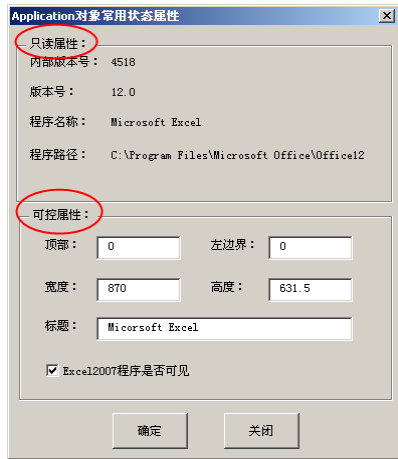 Application对象常用状态属性
只读属性：
内部版本号： 4518
版本号： 12.0
程序名称： Microsoft Excel
程序路径： C:\Program Files\Microsoft Office\Office12
可控属性：
顶部： 0 左边界： 0
宽度： 870 高度： 631.5
标题： Micorsoft Excel
Excel2007程序是否可见
确定 关闭